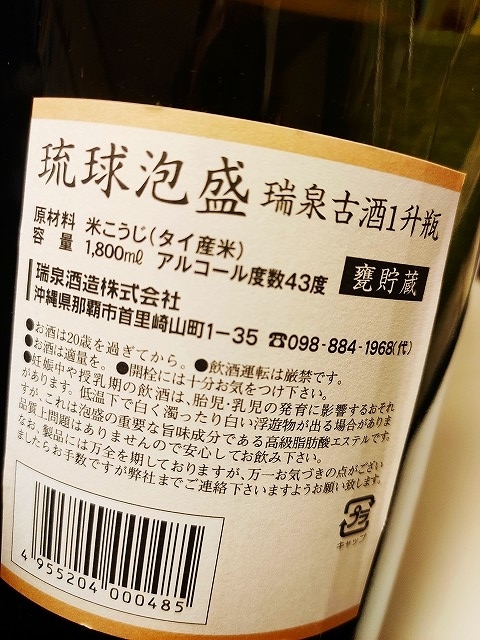 琉球泡盛 瑞泉古酒1升瓶
原材料 米こうじ(タイ産米)
容量 1,800ml アルコール度数43度
甕貯蔵
瑞泉酒造株式会社
沖縄県那覇市首里崎山町1-35 ☎098-884-1968(代)
●お酒は20歳を過ぎてから。 ●飲酒運転は厳禁です。
●お酒は適量を。 ●開栓には十分お気をつけ下さい。
●妊娠中や授乳期の飲酒は、胎児・乳児の発育に影響するおそれ
があります。低温下で白く濁ったり白い浮遊物が出る場合がありま
すが、これは泡盛の重要な旨味成分である高級脂肪酸エステルです。
品質上問題はありませんので安心してお飲み下さい。
なお、製品には万全を期しておりますが、万一お気づきの点がござい
ましたらお手数ですが弊社までご連絡下さいますようお願い致します。
プラ
キャップ
4 955204 000485